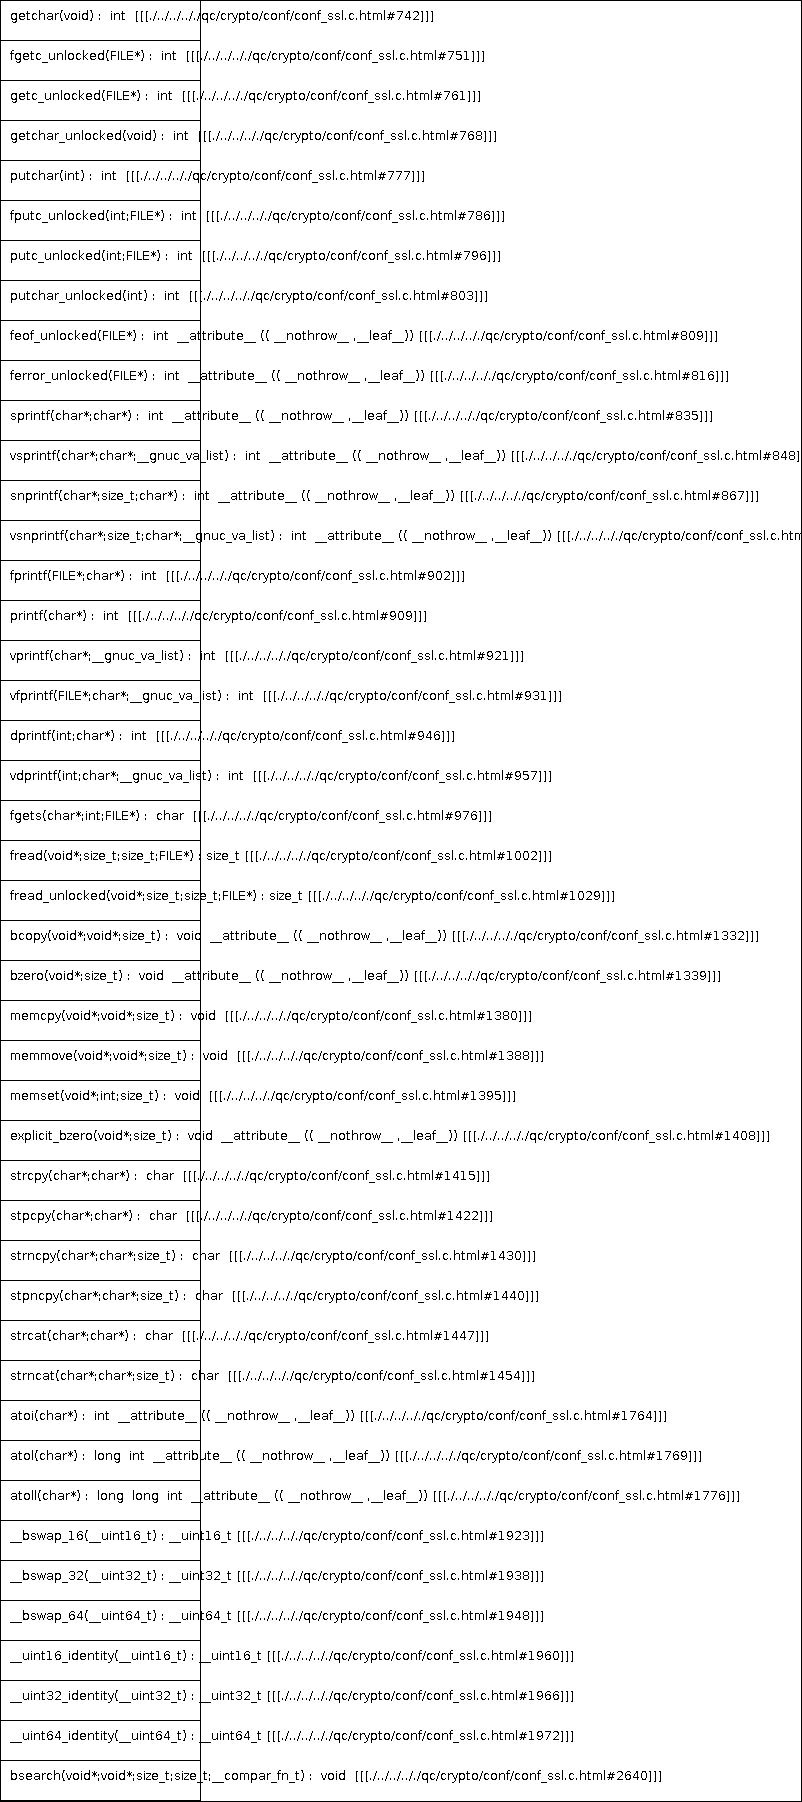 getchar(void) : int [[[./../../../qc/crypto/conf/conf_ssl.c.html#742]]]
fgetc_unlocked(FILE*) : int [[[./../../../qc/crypto/conf/conf_ssl.c.html#751]]]
getc_unlocked(FILE*) : int [[[./../../../qc/crypto/conf/conf_ssl.c.html#761]]]
getchar_unlocked(void) : int [[[./../../../qc/crypto/conf/conf_ssl.c.html#768]]]
putchar(int) : int [[[./../../../qc/crypto/conf/conf_ssl.c.html#777]]]
fputc_unlocked(int;FILE*) : int [[[./../../../qc/crypto/conf/conf_ssl.c.html#786]]]
putc_unlocked(int;FILE*) : int [[[./../../../qc/crypto/conf/conf_ssl.c.html#796]]]
putchar_unlocked(int) : int [[[./../../../qc/crypto/conf/conf_ssl.c.html#803]]]
feof_unlocked(FILE*) : int __attribute__ (( __nothrow__ ,__leaf__)) [[[./../../../qc/crypto/conf/conf_ssl.c.html#809]]]
ferror_unlocked(FILE*) : int __attribute__ (( __nothrow__ ,__leaf__)) [[[./../../../qc/crypto/conf/conf_ssl.c.html#816]]]
sprintf(char*;char*) : int __attribute__ (( __nothrow__ ,__leaf__)) [[[./../../../qc/crypto/conf/conf_ssl.c.html#835]]]
vsprintf(char*;char*;__gnuc_va_list) : int __attribute__ (( __nothrow__ ,__leaf__)) [[[./../../../qc/crypto/conf/conf_ssl.c.html#848]
snprintf(char*;size_t;char*) : int __attribute__ (( __nothrow__ ,__leaf__)) [[[./../../../qc/crypto/conf/conf_ssl.c.html#867]]]
vsnprintf(char*;size_t;char*;__gnuc_va_list) : int __attribute__ (( __nothrow__ ,__leaf__)) [[[./../../../qc/crypto/conf/conf_ssl.c.htm
fprintf(FILE*;char*) : int [[[./../../../qc/crypto/conf/conf_ssl.c.html#902]]]
printf(char*) : int [[[./../../../qc/crypto/conf/conf_ssl.c.html#909]]]
vprintf(char*;__gnuc_va_list) : int [[[./../../../qc/crypto/conf/conf_ssl.c.html#921]]]
vfprintf(FILE*;char*;__gnuc_va_list) : int [[[./../../../qc/crypto/conf/conf_ssl.c.html#931]]]
dprintf(int;char*) : int [[[./../../../qc/crypto/conf/conf_ssl.c.html#946]]]
vdprintf(int;char*;__gnuc_va_list) : int [[[./../../../qc/crypto/conf/conf_ssl.c.html#957]]]
fgets(char*;int;FILE*) : char [[[./../../../qc/crypto/conf/conf_ssl.c.html#976]]]
fread(void*;size_t;size_t;FILE*) : size_t [[[./../../../qc/crypto/conf/conf_ssl.c.html#1002]]]
fread_unlocked(void*;size_t;size_t;FILE*) : size_t [[[./../../../qc/crypto/conf/conf_ssl.c.html#1029]]]
bcopy(void*;void*;size_t) : void __attribute__ (( __nothrow__ ,__leaf__)) [[[./../../../qc/crypto/conf/conf_ssl.c.html#1332]]]
bzero(void*;size_t) : void __attribute__ (( __nothrow__ ,__leaf__)) [[[./../../../qc/crypto/conf/conf_ssl.c.html#1339]]]
memcpy(void*;void*;size_t) : void [[[./../../../qc/crypto/conf/conf_ssl.c.html#1380]]]
memmove(void*;void*;size_t) : void [[[./../../../qc/crypto/conf/conf_ssl.c.html#1388]]]
memset(void*;int;size_t) : void [[[./../../../qc/crypto/conf/conf_ssl.c.html#1395]]]
explicit_bzero(void*;size_t) : void __attribute__ (( __nothrow__ ,__leaf__)) [[[./../../../qc/crypto/conf/conf_ssl.c.html#1408]]]
strcpy(char*;char*) : char [[[./../../../qc/crypto/conf/conf_ssl.c.html#1415]]]
stpcpy(char*;char*) : char [[[./../../../qc/crypto/conf/conf_ssl.c.html#1422]]]
strncpy(char*;char*;size_t) : char [[[./../../../qc/crypto/conf/conf_ssl.c.html#1430]]]
stpncpy(char*;char*;size_t) : char [[[./../../../qc/crypto/conf/conf_ssl.c.html#1440]]]
strcat(char*;char*) : char [[[./../../../qc/crypto/conf/conf_ssl.c.html#1447]]]
strncat(char*;char*;size_t) : char [[[./../../../qc/crypto/conf/conf_ssl.c.html#1454]]]
atoi(char*) : int __attribute__ (( __nothrow__ ,__leaf__)) [[[./../../../qc/crypto/conf/conf_ssl.c.html#1764]]]
atol(char*) : long int __attribute__ (( __nothrow__ ,__leaf__)) [[[./../../../qc/crypto/conf/conf_ssl.c.html#1769]]]
atoll(char*) : long long int __attribute__ (( __nothrow__ ,__leaf__)) [[[./../../../qc/crypto/conf/conf_ssl.c.html#1776]]]
__bswap_16(__uint16_t) : __uint16_t [[[./../../../qc/crypto/conf/conf_ssl.c.html#1923]]]
__bswap_32(__uint32_t) : __uint32_t [[[./../../../qc/crypto/conf/conf_ssl.c.html#1938]]]
__bswap_64(__uint64_t) : __uint64_t [[[./../../../qc/crypto/conf/conf_ssl.c.html#1948]]]
__uint16_identity(__uint16_t) : __uint16_t [[[./../../../qc/crypto/conf/conf_ssl.c.html#1960]]]
__uint32_identity(__uint32_t) : __uint32_t [[[./../../../qc/crypto/conf/conf_ssl.c.html#1966]]]
__uint64_identity(__uint64_t) : __uint64_t [[[./../../../qc/crypto/conf/conf_ssl.c.html#1972]]]
bsearch(void*;void*;size_t;size_t;__compar_fn_t) : void [[[./../../../qc/crypto/conf/conf_ssl.c.html#2640]]]